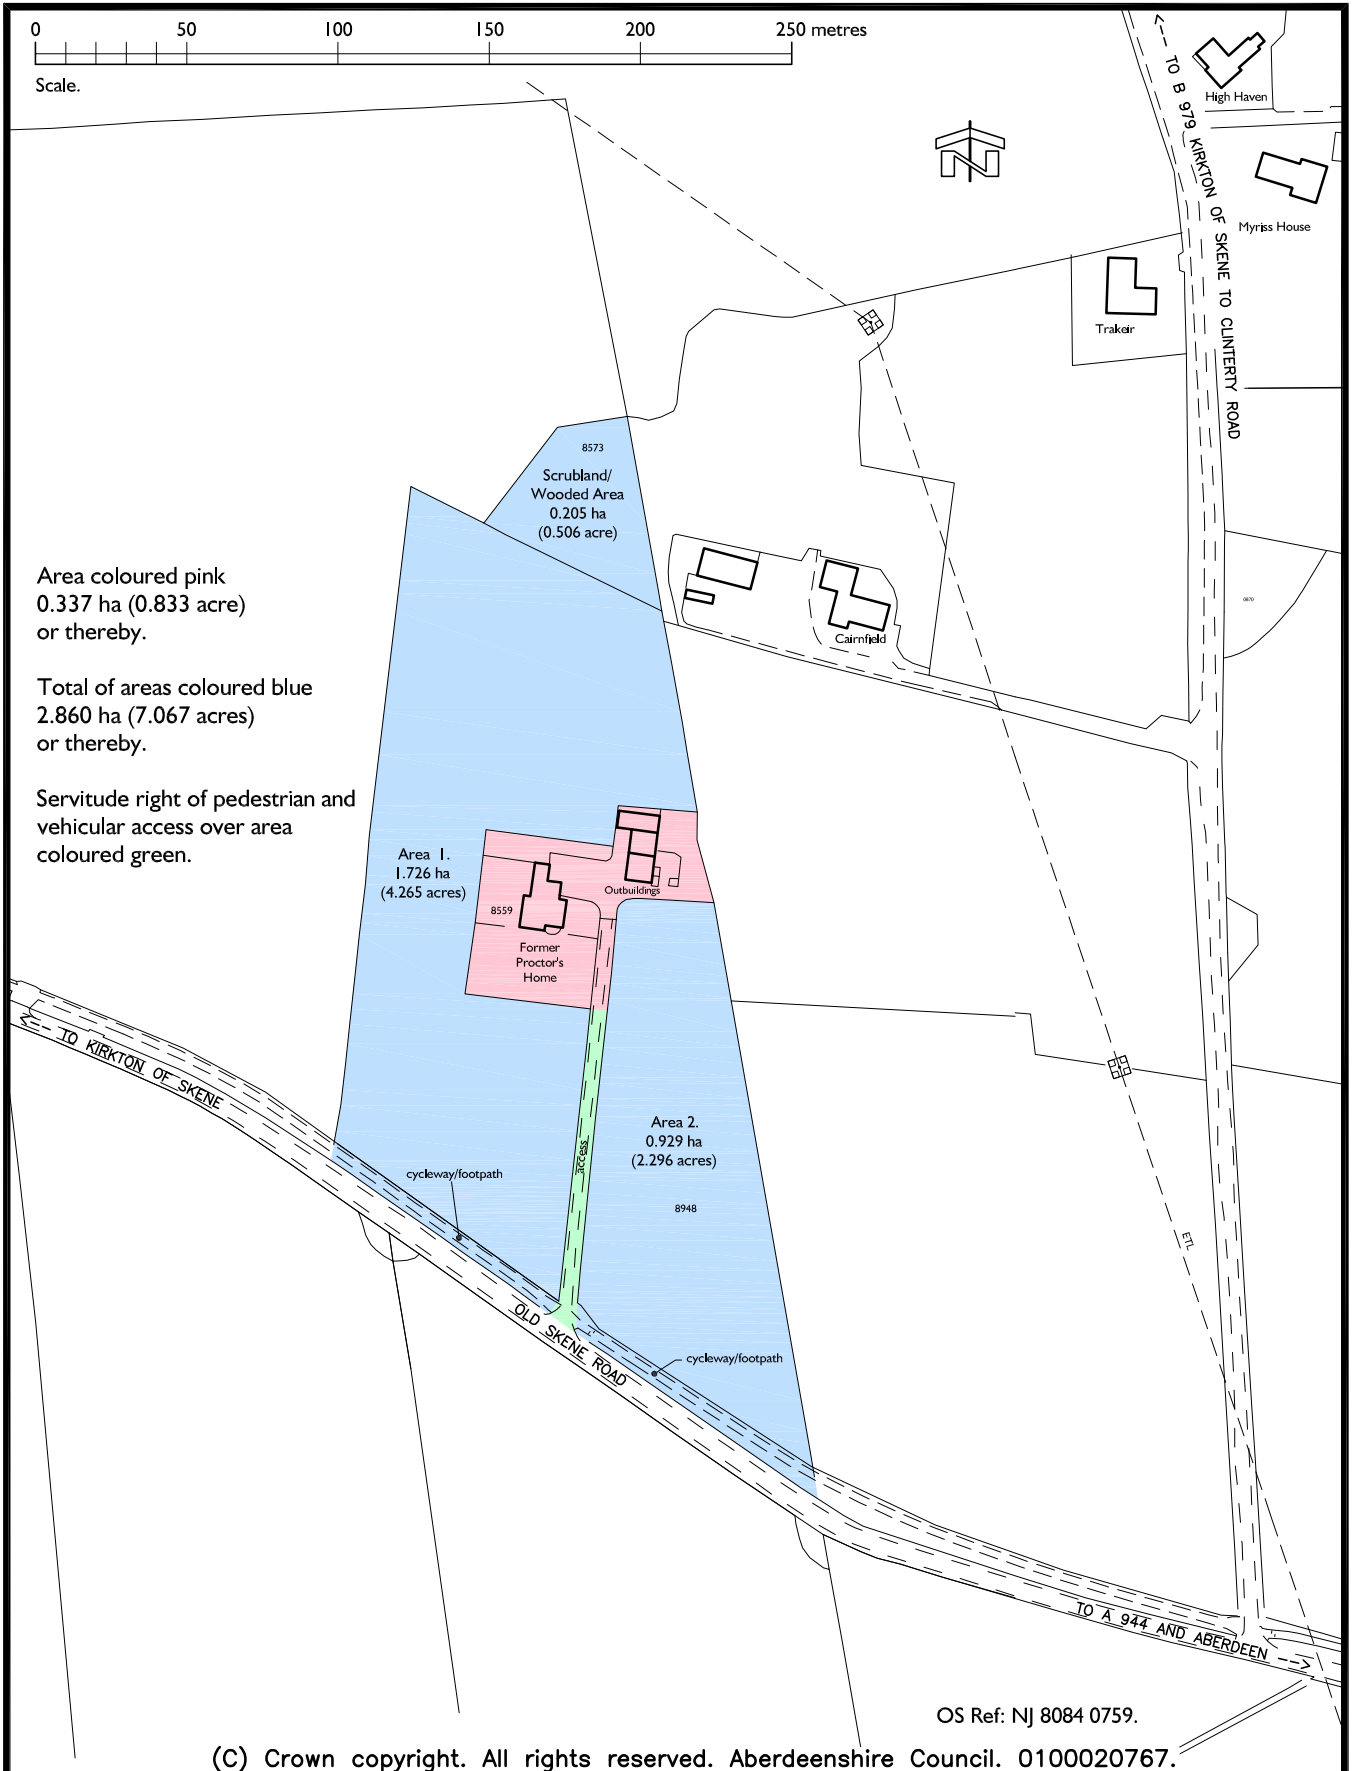 0 50 100 150 200 250 metres
Scale.
N
High Haven
TO B 979 KIRKTON OF SKENE TO CLINTERTY ROAD
Myriss House
Trakeir
8573
Scrubland/
Wooded Area
0.205 ha
(0.506 acre)
Area coloured pink
0.337 ha (0.833 acre)
or thereby.
Total of areas coloured blue
2.860 ha (7.067 acres)
or thereby.
Servitude right of pedestrian and
vehicular access over area
coloured green.
0870
Cairnfield
Area 1.
1.726 ha
(4.265 acres)
Outbuildings
8559
Former
Proctor's
Home
<--- TO KIRKTON OF SKENE
access
Area 2.
0.929 ha
(2.296 acres)
8948
cycleway/footpath
ETL
OLD SKENE ROAD
cycleway/footpath
TO A 944 AND ABERDEEN --->
OS Ref: NJ 8084 0759.
(C) Crown copyright. All rights reserved. Aberdeenshire Council. 0100020767.